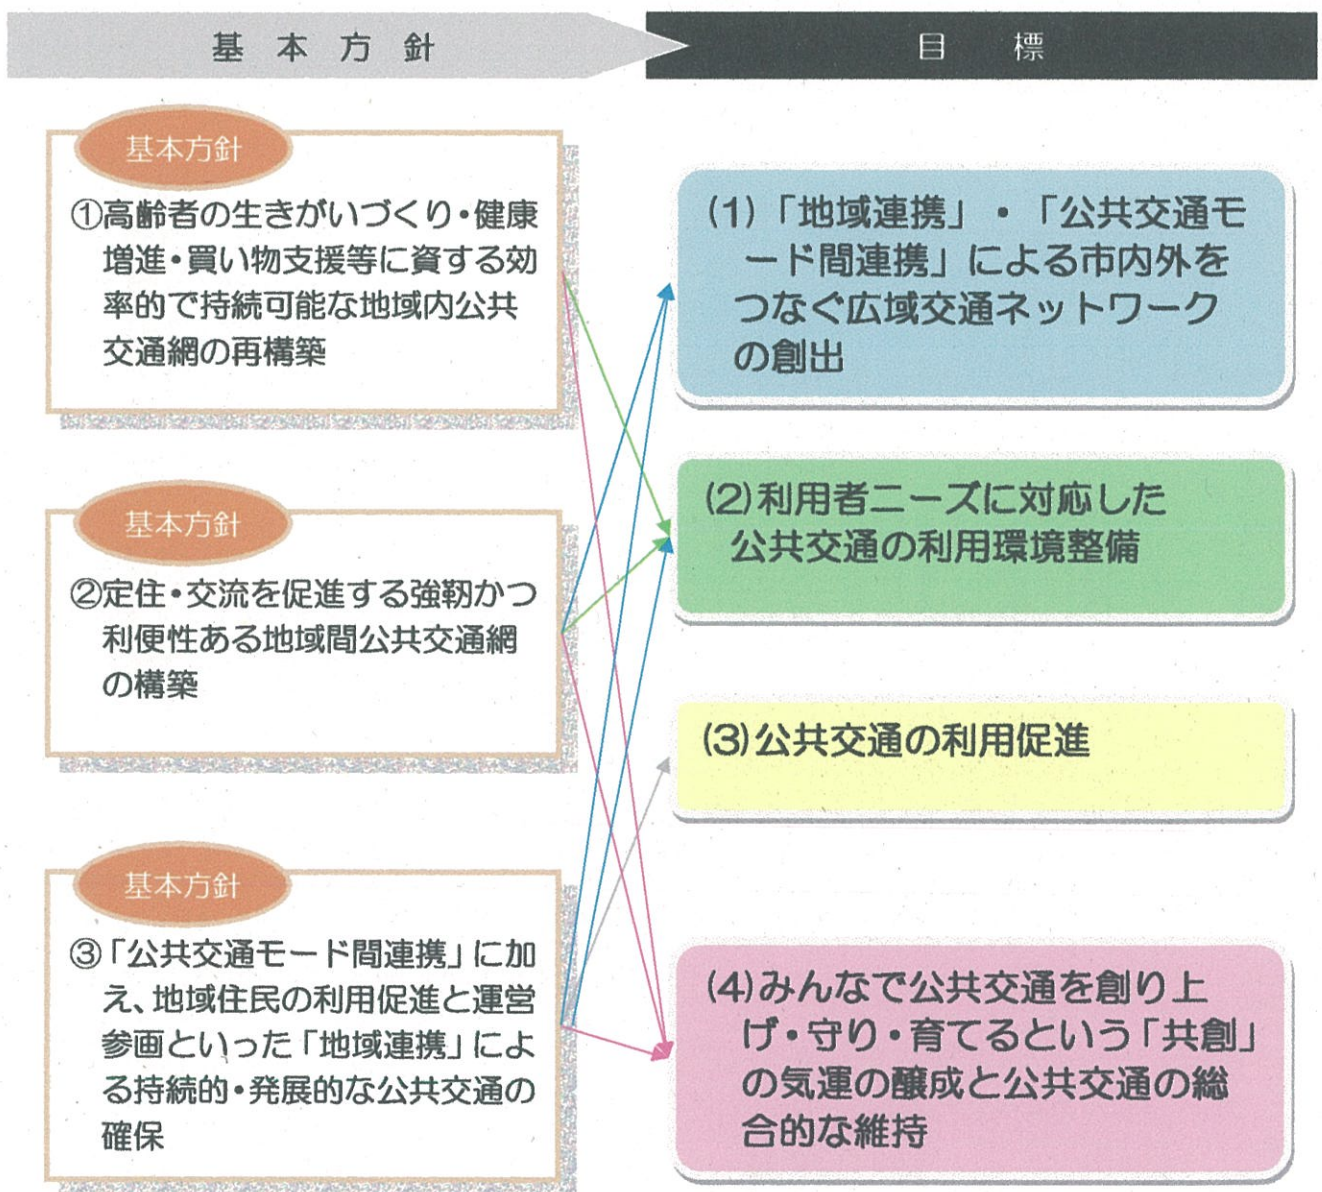 基本方針
目標
基本方針
①高齢者の生きがいづくり・健康
増進・買い物支援等に資する効
率的で持続可能な地域内公共
交通網の再構築
基本方針
②定住・交流を促進する強靭かつ
利便性ある地域間公共交通網
の構築
基本方針
③「公共交通モード間連携」に加
え、地域住民の利用促進と運営
参画といった「地域連携」によ
る持続的・発展的な公共交通の
確保
(1)「地域連携」・「公共交通モ
ード間連携」による市内外を
つなぐ広域交通ネットワーク
の創出
(2)利用者ニーズに対応した
公共交通の利用環境整備
(3)公共交通の利用促進
(4)みんなで公共交通を創り上
げ・守り・育てるという「共創」
の気運の醸成と公共交通の総
合的な維持